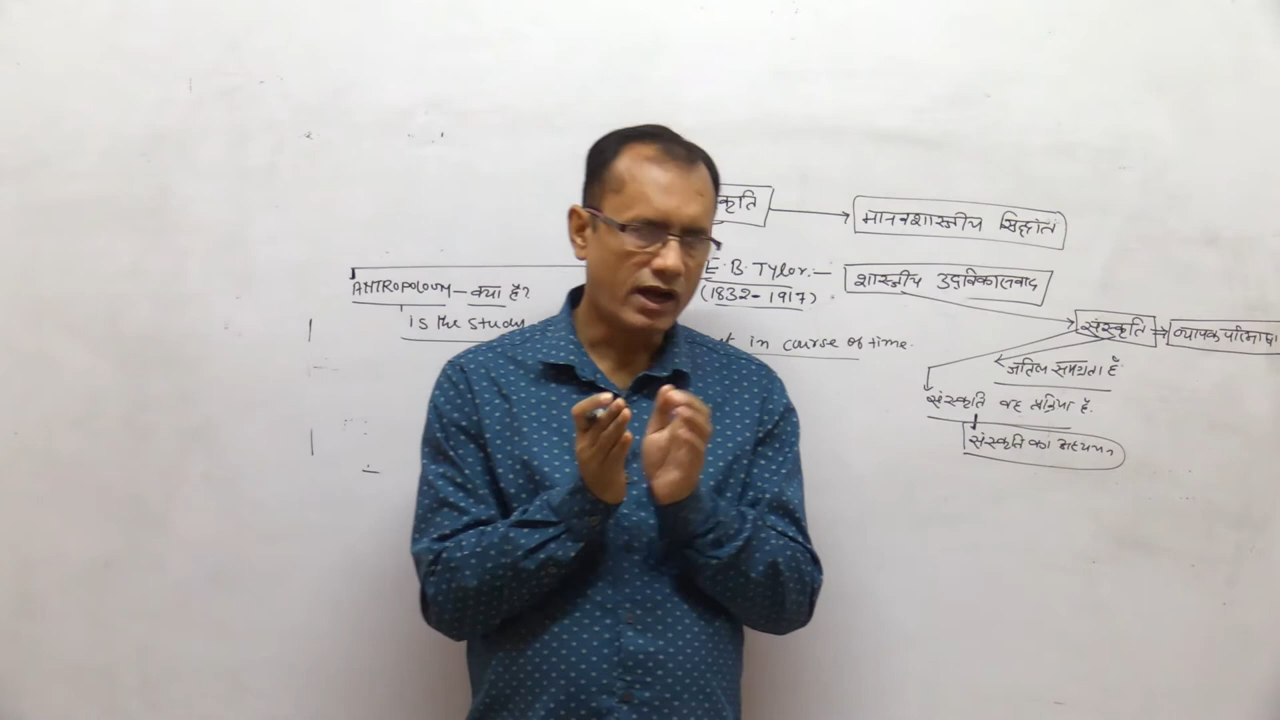 कृति
मानवशास्त्रीय सिद्धांत
E. B. Tylor:-
(1832-1917)
शास्त्रीय उद्दविकासवाद
ANTROPOLOGY - क्या है?
is the study
in course of time.
संस्कृति
व्यापक परिभाषा
जटिल समग्रता है
संस्कृति वह प्रक्रिया है.
संस्कृति का अध्ययन